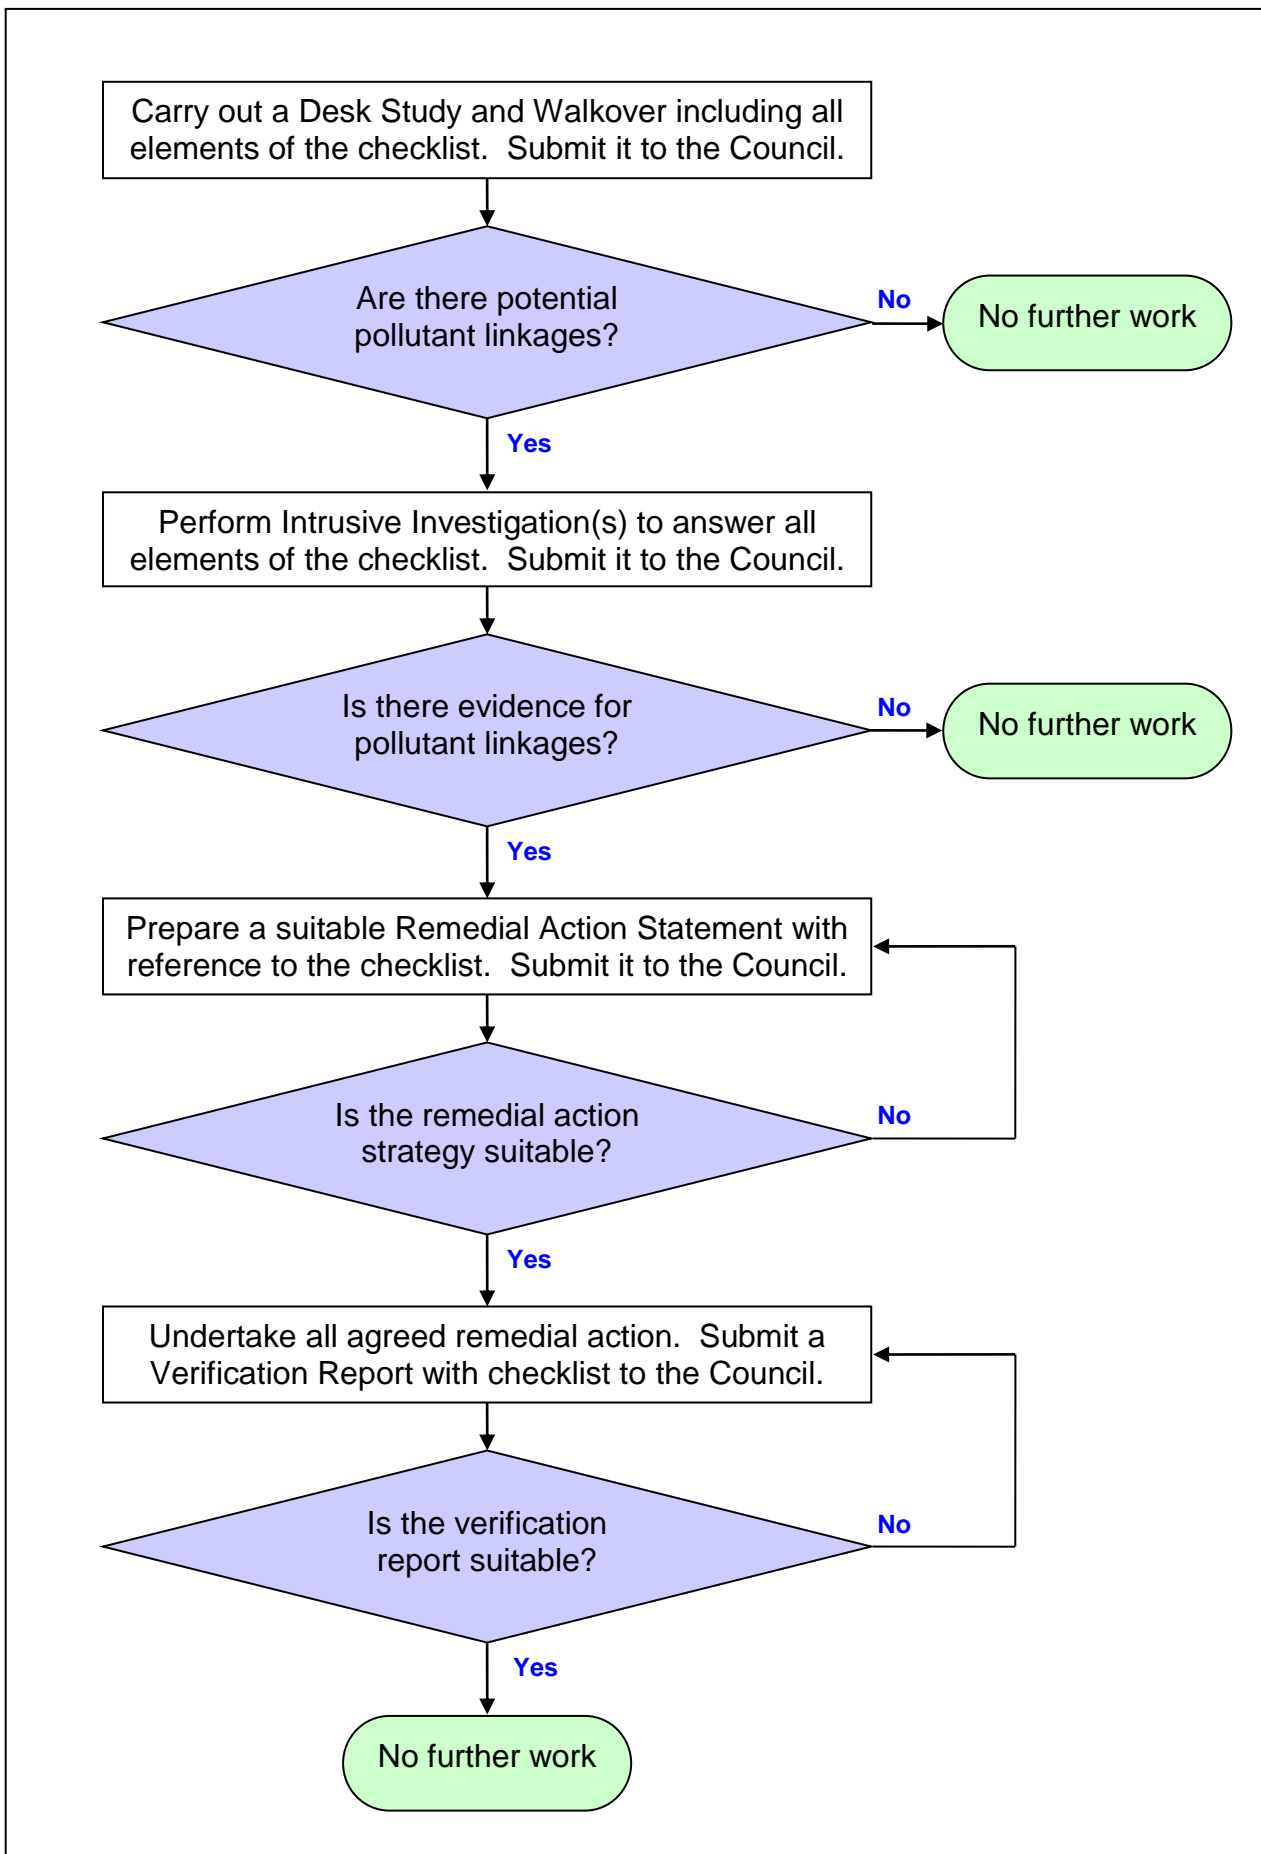 Carry out a Desk Study and Walkover including all
elements of the checklist.  Submit it to the Council.
Are there potential
pollutant linkages?
No
No further work
Yes
Perform Intrusive Investigation(s) to answer all
elements of the checklist.  Submit it to the Council.
Is there evidence for
pollutant linkages?
No
No further work
Yes
Prepare a suitable Remedial Action Statement with
reference to the checklist.  Submit it to the Council.
Is the remedial action
strategy suitable?
No
Yes
Undertake all agreed remedial action.  Submit a
Verification Report with checklist to the Council.
Is the verification
report suitable?
No
Yes
No further work